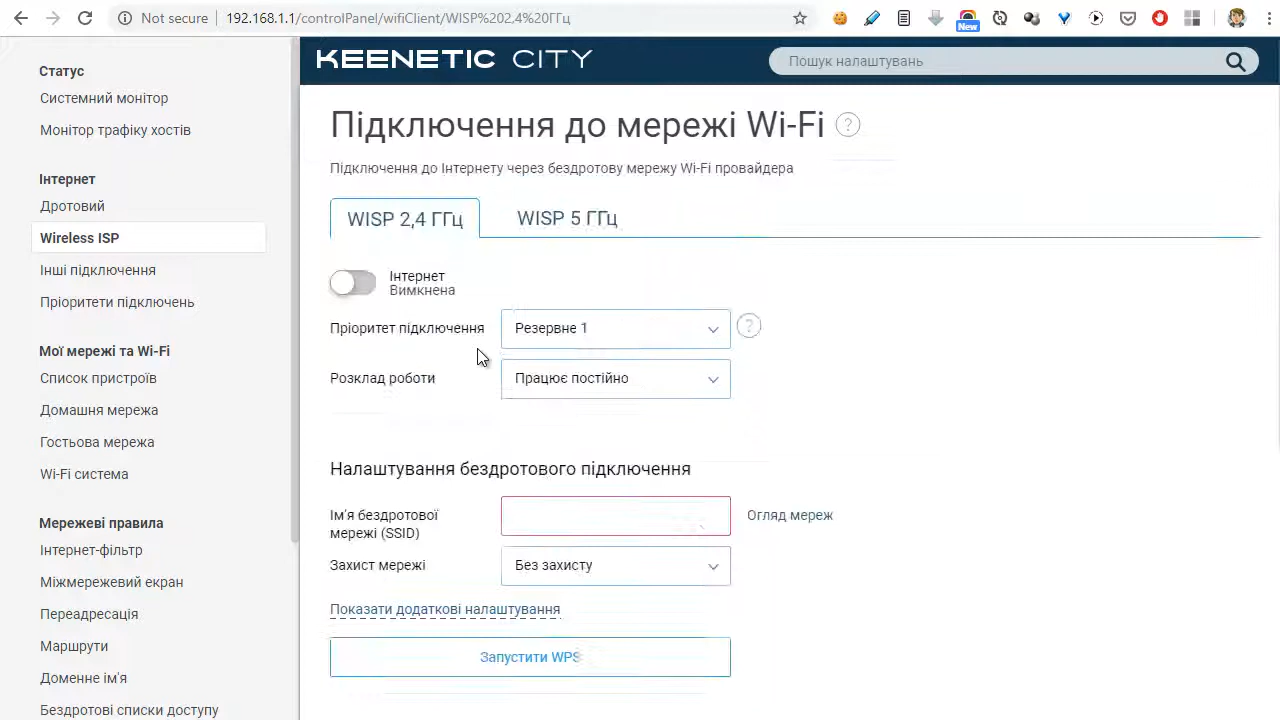 Not secure
192.168.1.1/controlPanel/wifiClient/WISP%202,4%20ГГц
New
Статус
Системний монітор
Монітор трафіку хостів
Інтернет
Дротовий
Wireless ISP
Інші підключення
Пріоритети підключень
Мої мережі та Wi-Fi
Список пристроїв
Домашня мережа
Гостьова мережа
Wi-Fi система
Мережеві правила
Інтернет-фільтр
Міжмережевий екран
Переадресація
Маршрути
Доменне ім'я
Бездротові списки доступу
KEENETIC CITY
Пошук налаштувань
Підключення до мережі Wi-Fi ?
Підключення до Інтернету через бездротову мережу Wi-Fi провайдера
WISP 2,4 ГГц
WISP 5 ГГц
Інтернет
Вимкнена
Пріоритет підключення
Резервне 1
?
Розклад роботи
Працює постійно
Налаштування бездротового підключення
Ім'я бездротової
мережі (SSID)
Огляд мереж
Захист мережі
Без захисту
Показати додаткові налаштування
Запустити WPS